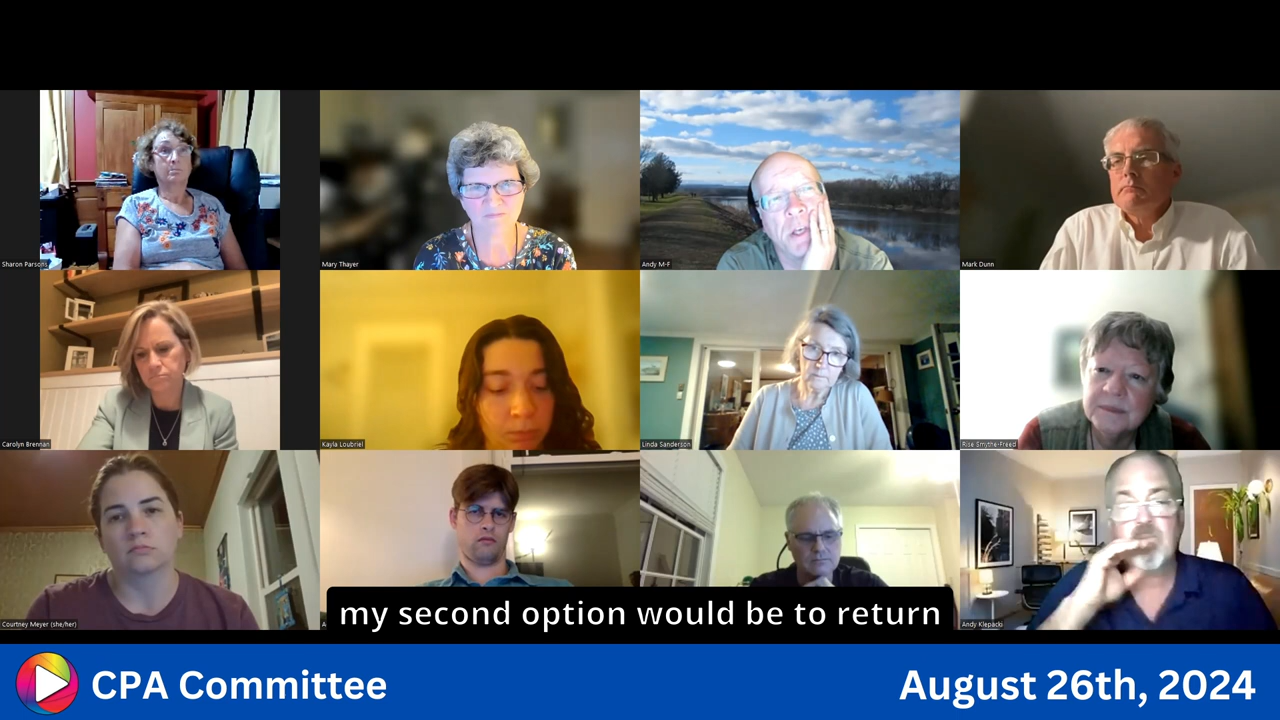 Sharon Parsons
Mary Thayer
Andy M-F
Mark Dunn
Carolyn Brennan
Kayla Loubriel
Linda Sanderson
Rise Smythe-Freed
Courtney Meyer (she/her)
Andy Klepacki
my second option would be to return
CPA Committee
August 26th, 2024